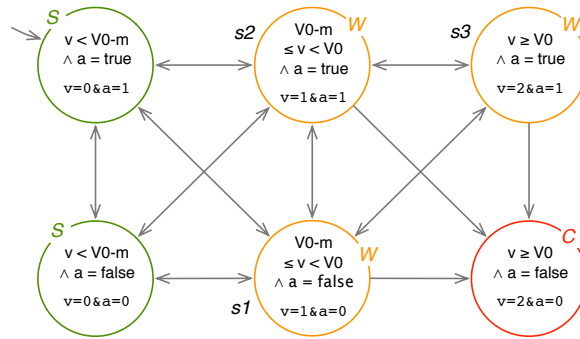 S
v < V0-m
∧ a = true
v=0&a=1
s2
W
V0-m
≤ v < V0
∧ a = true
v=1&a=1
s3
W
v ≥ V0
∧ a = true
v=2&a=1
S
v < V0-m
∧ a = false
v=0&a=0
s1
W
V0-m
≤ v < V0
∧ a = false
v=1&a=0
C
v ≥ V0
∧ a = false
v=2&a=0